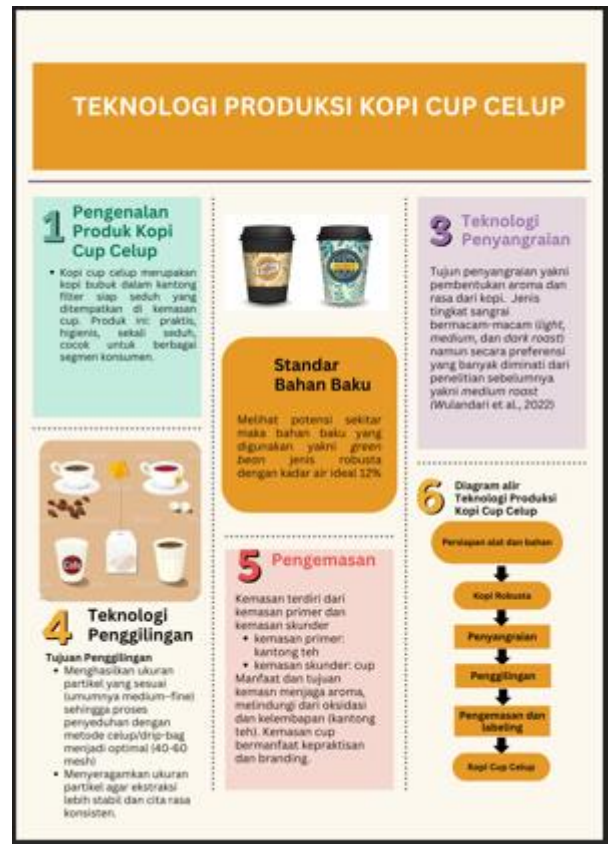 TEKNOLOGI PRODUKSI KOPI CUP CELUP
1
Pengenalan
Produk Kopi
Cup Celup
• Kopi cup celup merupakan
kopi bubuk dalam kantong
filter siap seduh yang
ditempatkan di kemasan
cup. Produk ini: praktis,
higienis, sekali seduh,
cocok untuk berbagai
segmen konsumen.
Standar
Bahan Baku
Melihat potensi sekitar
maka bahan baku yang
digunakan yakni green
bean jenis robusta
dengan kadar air ideal 12%
3
Teknologi
Penyangraian
Tujun penyangraian yakni
pembentukan aroma dan
rasa dari kopi. Jenis
tingkat sangrai
bermacam-macam (light,
medium, dan dark roast)
namun secara preferensi
yang banyak diminati dari
penelitian sebelumnya
yakni medium roast
(Wulandari et al., 2022)
Cafe
4
Teknologi
Penggilingan
Tujuan Penggilingan
• Menghasilkan ukuran
partikel yang sesuai
(umumnya medium–fine)
sehingga proses
penyeduhan dengan
metode celup/drip-bag
menjadi optimal (40-60
mesh)
• Menyeragamkan ukuran
partikel agar ekstraksi
lebih stabil dan cita rasa
konsisten.
5
Pengemasan
Kemasan terdiri dari
kemasan primer dan
kemasan skunder
• kemasan primer:
kantong teh
• kemasan skunder: cup
Manfaat dan tujuan
kemasn menjaga aroma,
melindungi dari oksidasi
dan kelembapan (kantong
teh). Kemasan cup
bermanfaat kepraktisan
dan branding.
6
Diagram alir
Teknologi Produksi
Kopi Cup Celup
Persiapan alat dan bahan
Kopi Robusta
Penyangraian
Penggilingan
Pengemasan dan
labeling
Kopi Cup Celup